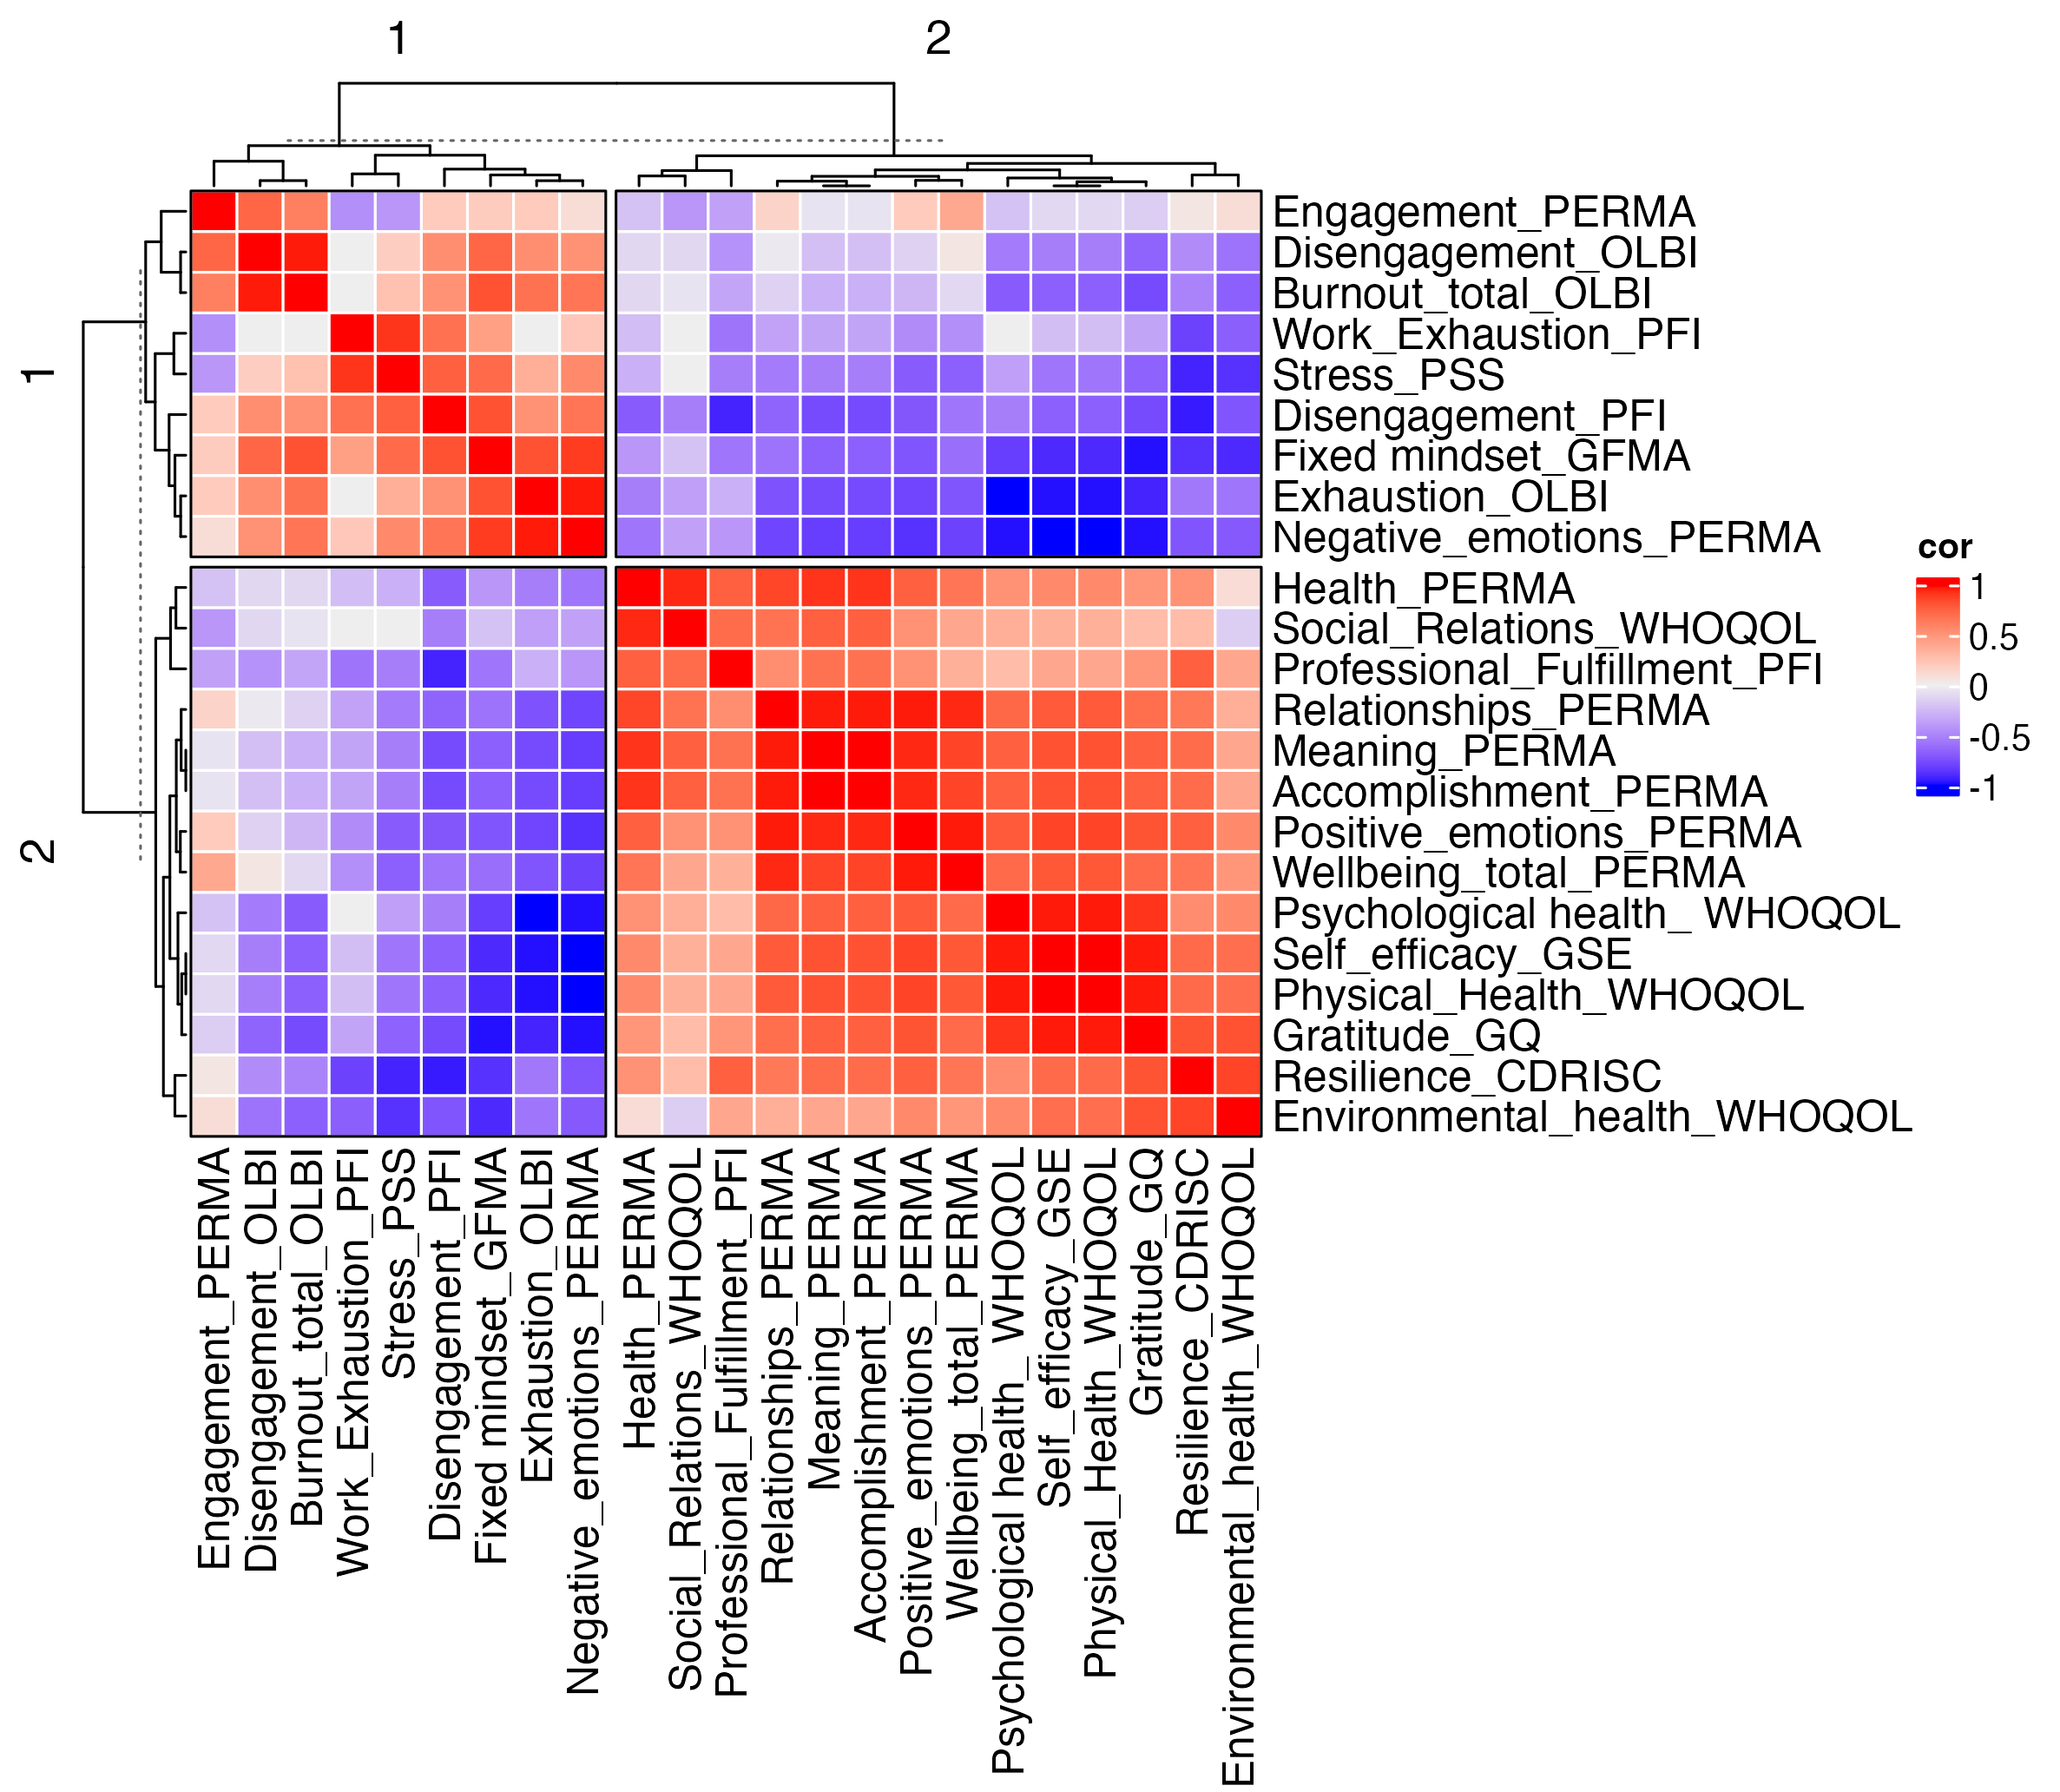 1
2
1
2
Engagement_PERMA
Disengagement_OLBI
Burnout_total_OLBI
Work_Exhaustion_PFI
Stress_PSS
Disengagement_PFI
Fixed mindset_GFMA
Exhaustion_OLBI
Negative_emotions_PERMA
Health_PERMA
Social_Relations_WHOQOL
Professional_Fulfillment_PFI
Relationships_PERMA
Meaning_PERMA
Accomplishment_PERMA
Positive_emotions_PERMA
Wellbeing_total_PERMA
Psychological health_ WHOQOL
Self_efficacy_GSE
Physical_Health_WHOQOL
Gratitude_GQ
Resilience_CDRISC
Environmental_health_WHOQOL
cor
1
0.5
0
-0.5
-1
Engagement_PERMA
Disengagement_OLBI
Burnout_total_OLBI
Work_Exhaustion_PFI
Stress_PSS
Disengagement_PFI
Fixed mindset_GFMA
Exhaustion_OLBI
Negative_emotions_PERMA
Health_PERMA
Social_Relations_WHOQOL
Professional_Fulfillment_PFI
Relationships_PERMA
Meaning_PERMA
Accomplishment_PERMA
Positive_emotions_PERMA
Wellbeing_total_PERMA
Psychological health_ WHOQOL
Self_efficacy_GSE
Physical_Health_WHOQOL
Gratitude_GQ
Resilience_CDRISC
Environmental_health_WHOQOL